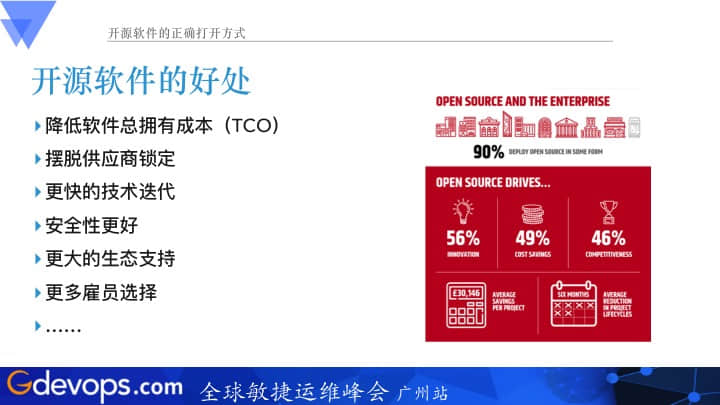 开源软件的正确打开方式
开源软件的好处
降低软件总拥有成本（TCO）
摆脱供应商锁定
更快的技术迭代
安全性更好
更大的生态支持
更多雇员选择
……
OPEN SOURCE AND THE ENTERPRISE
90% DEPLOY OPEN SOURCE IN SOME FORM
OPEN SOURCE DRIVES...
56% 49% 46%
INNOVATION COST SAVINGS COMPETITIVENESS
£30,146 AVERAGE SAVINGS PER PROJECT
SIX MONTHS AVERAGE REDUCTION IN PROJECT LIFECYCLES
Gdevops.com 全球敏捷运维峰会 广州站